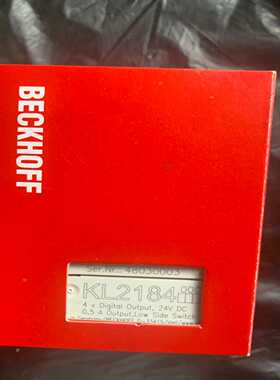 BECKHOFF
Ser.Nr.: 48030003
KL2184
4 x Digital Output, 24V DC
0,5 A Output, Low Side Switch